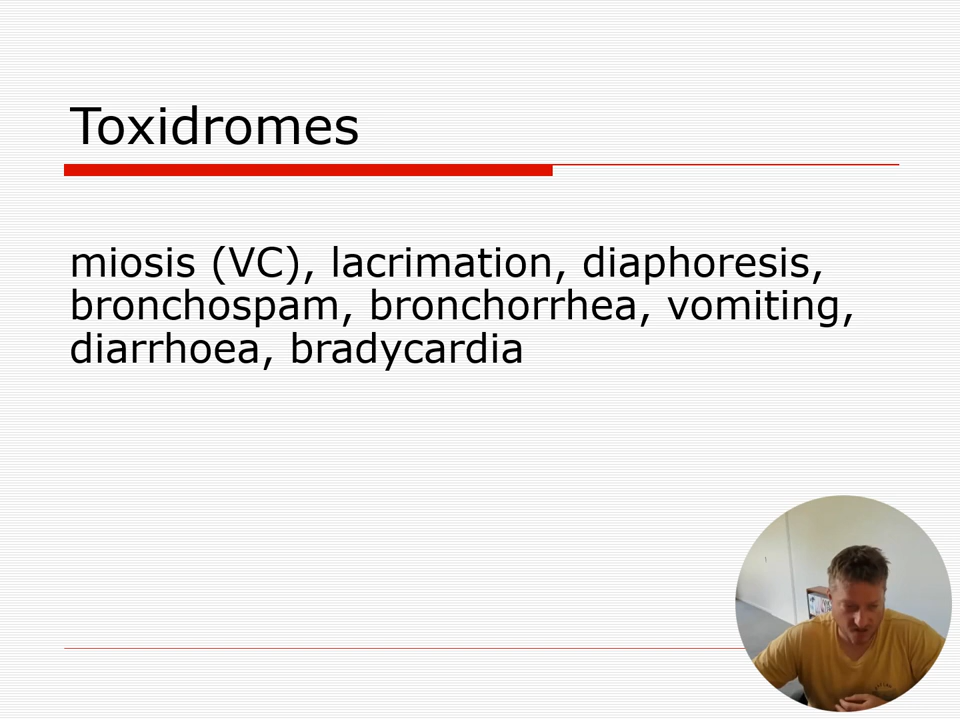 Toxidromes
miosis (VC), lacrimation, diaphoresis,
bronchospam, bronchorrhea, vomiting,
diarrhoea, bradycardia